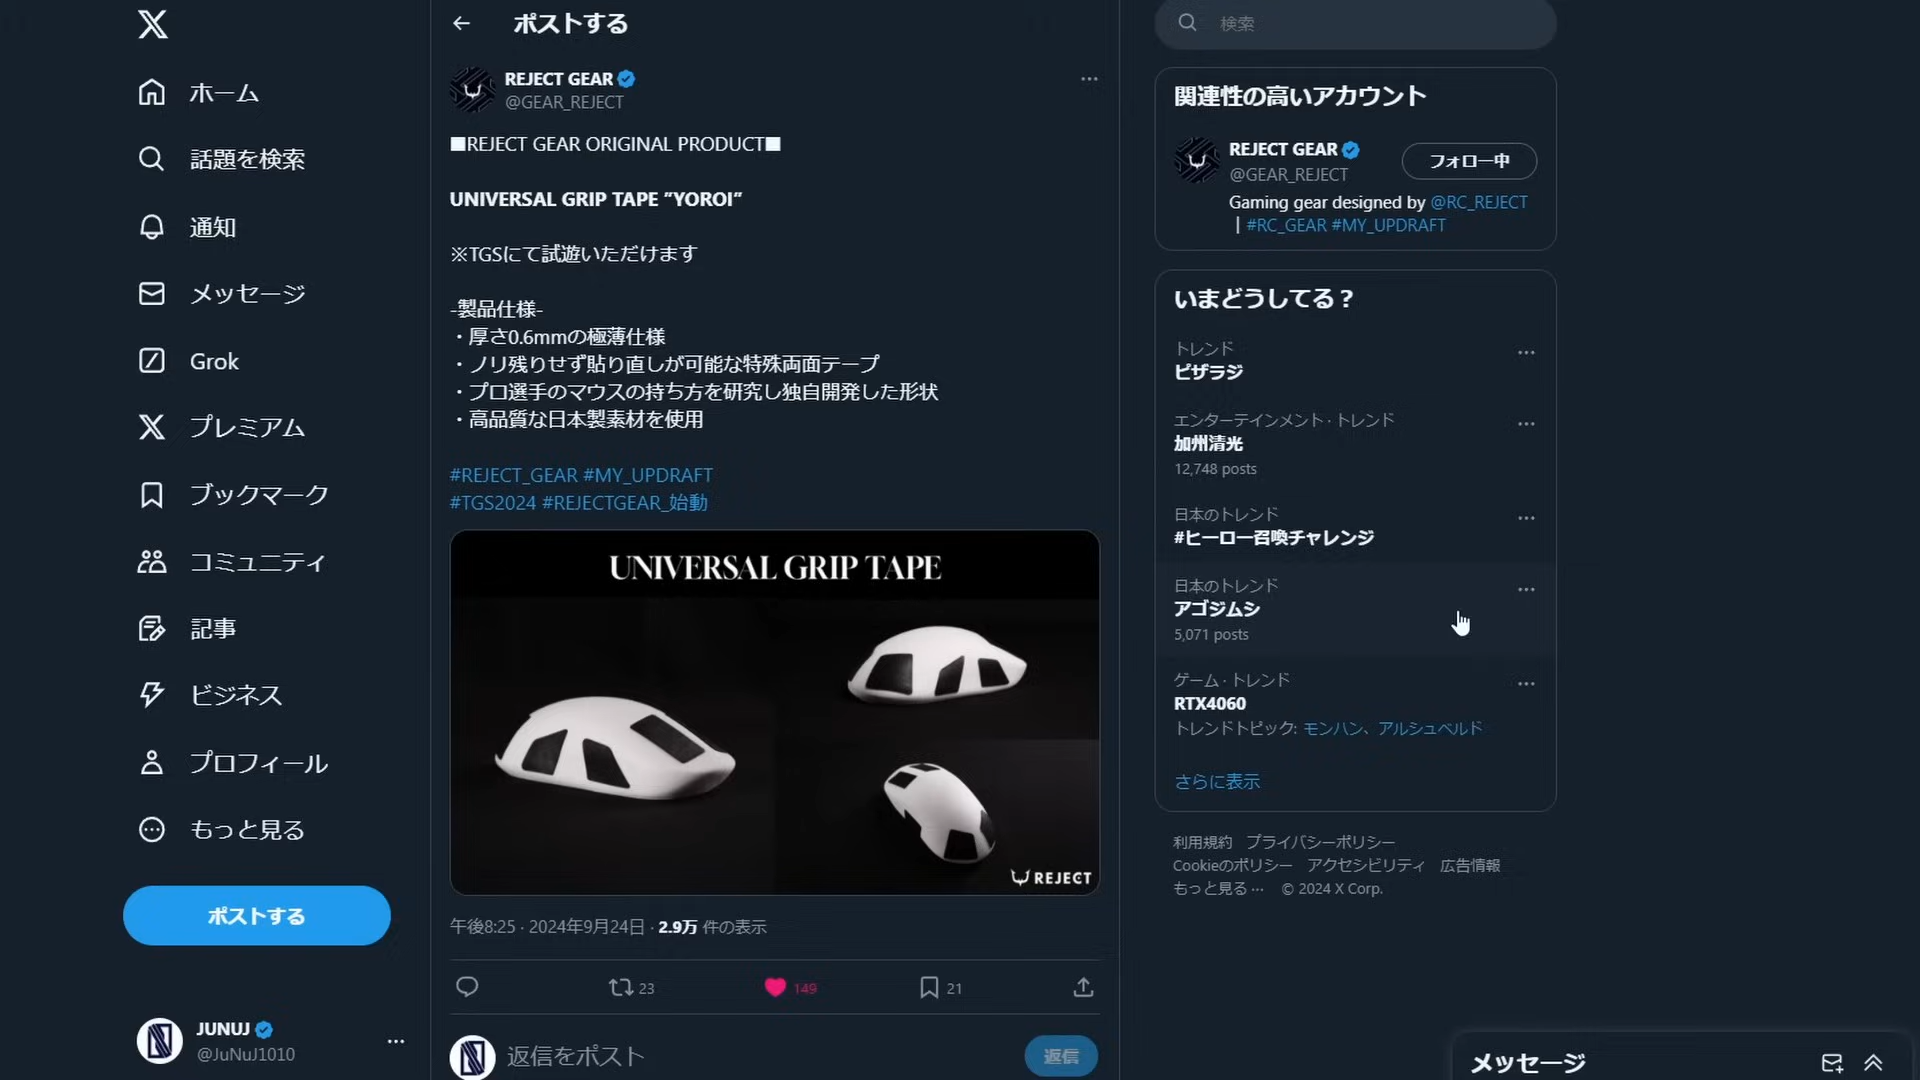 ホーム
話題を検索
通知
メッセージ
Grok
プレミアム
ブックマーク
コミュニティ
記事
ビジネス
プロフィール
もっと見る
ポストする
JUNUJ
@JuNuJ1010
ポストする
REJECT GEAR
@GEAR_REJECT
■REJECT GEAR ORIGINAL PRODUCT■
UNIVERSAL GRIP TAPE ”YOROI”
※TGSにて試遊いただけます
-製品仕様-
・厚さ0.6mmの極薄仕様
・ノリ残りせず貼り直しが可能な特殊両面テープ
・プロ選手のマウスの持ち方を研究し独自開発した形状
・高品質な日本製素材を使用
#REJECT_GEAR #MY_UPDRAFT
#TGS2024 #REJECTGEAR_始動
UNIVERSAL GRIP TAPE
REJECT
午後8:25 · 2024年9月24日 · 2.9万 件の表示
23
149
21
返信をポスト
返信
検索
関連性の高いアカウント
REJECT GEAR
@GEAR_REJECT
フォロー中
Gaming gear designed by @RC_REJECT
| #RC_GEAR #MY_UPDRAFT
いまどうしてる？
トレンド
ピザラジ
エンターテインメント · トレンド
加州清光
12,748 posts
日本のトレンド
#ヒーロー召喚チャレンジ
日本のトレンド
アゴジムシ
5,071 posts
ゲーム · トレンド
RTX4060
トレンドトピック: モンハン、アルシュベルド
さらに表示
利用規約 プライバシーポリシー
Cookieのポリシー アクセシビリティ 広告情報
もっと見る ··· © 2024 X Corp.
メッセージ